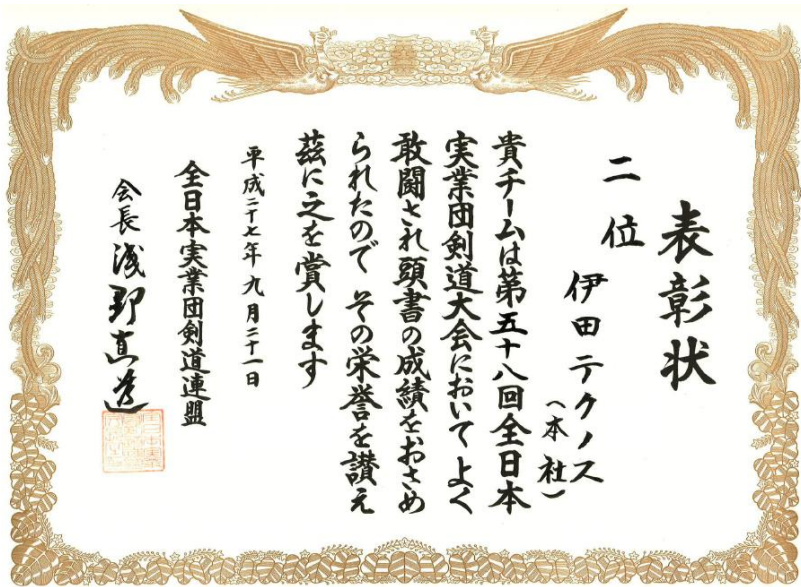 表彰状
二位
伊田テクノス
(本社)
貴チームは第五十八回全日本
実業団剣道大会においてよく
敢闘され頭書の成績をおさめ
られたので その栄誉を讃え
茲に之を賞します
平成二十七年九月二十一日
全日本実業団剣道連盟
会長 浅野直道